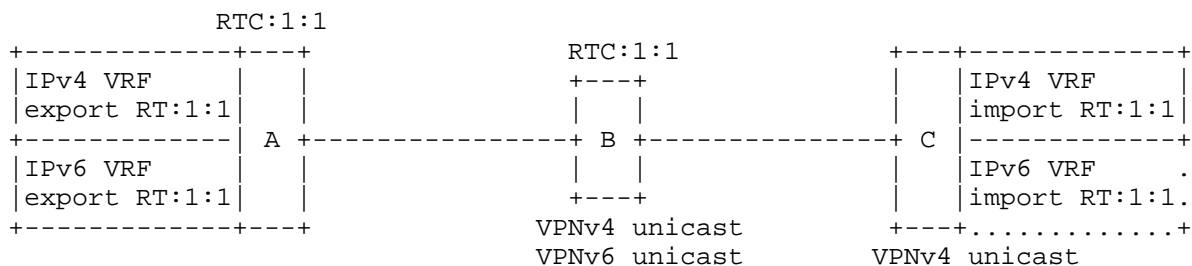 RTC:1:1
RTC:1:1
IPv4 VRF IPv4 VRF
export RT:1:1 import RT:1:1
A B C
IPv6 VRF IPv6 VRF
export RT:1:1 import RT:1:1
VPNv4 unicast
VPNv6 unicast VPNv4 unicast